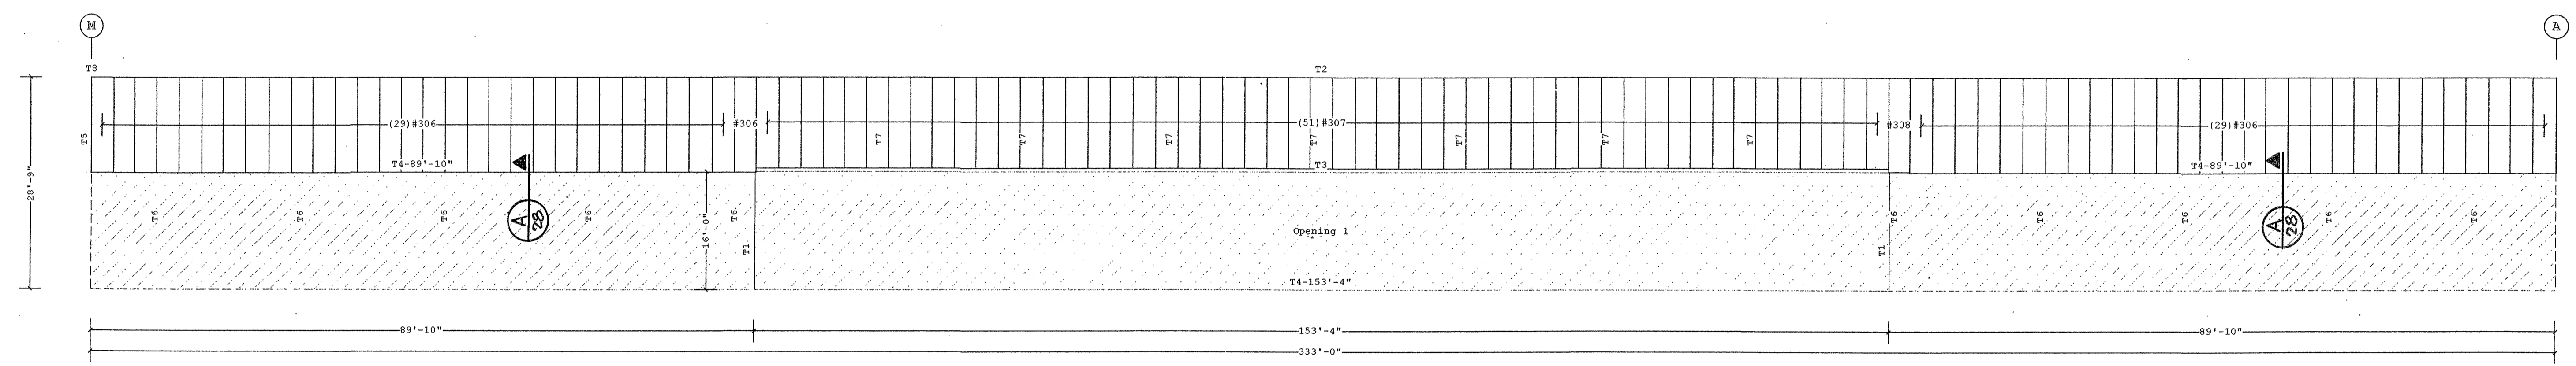 M
A
T8
T2
(29)#306
#306
(51)#307
#308
(29)#306
T5
T7
T7
T7
T7
T7
T7
T7
T4-89'-10"
T3
T4-89'-10"
28'-9"
T6
T6
T6
A
28
T6
16'-0"
T6
T1
Opening 1
T1
T6
T6
T6
A
28
T6
T6
T4-153'-4"
89'-10"
153'-4"
89'-10"
333'-0"